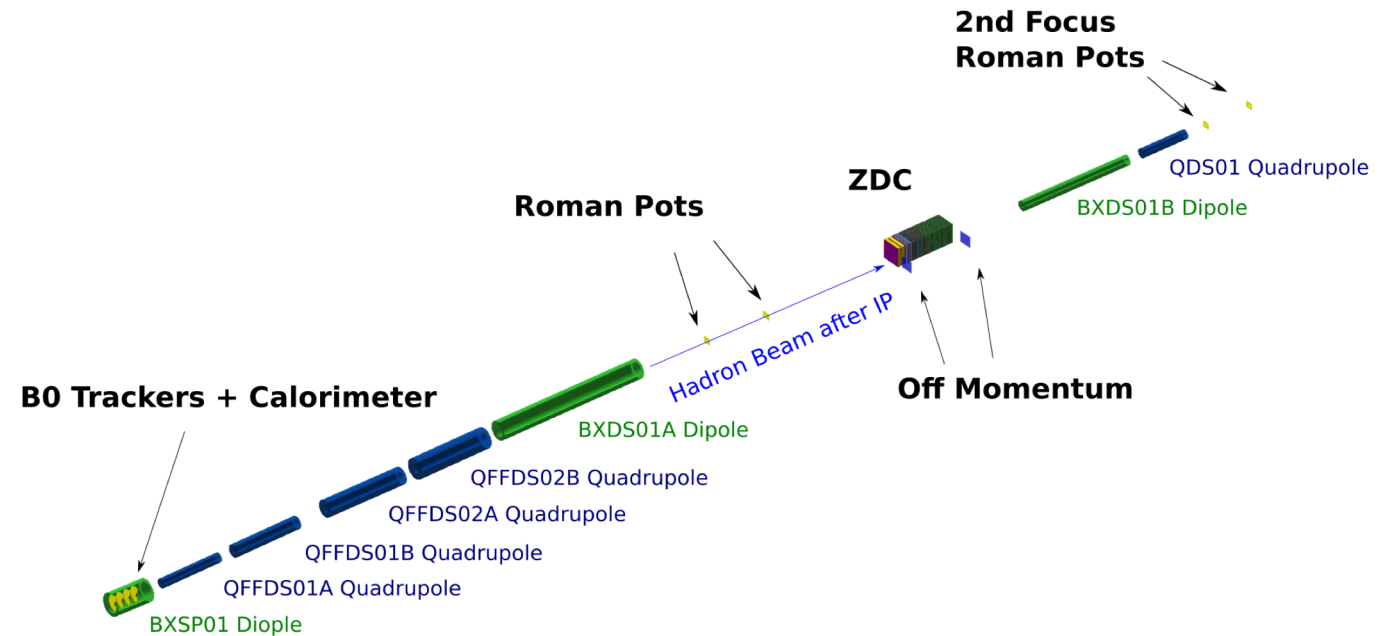 2nd Focus
Roman Pots
QDS01 Quadrupole
ZDC
BXDS01B Dipole
Roman Pots
Hadron Beam after IP
Off Momentum
B0 Trackers + Calorimeter
BXDS01A Dipole
QFFDS02B Quadrupole
QFFDS02A Quadrupole
QFFDS01B Quadrupole
QFFDS01A Quadrupole
BXSP01 Diople